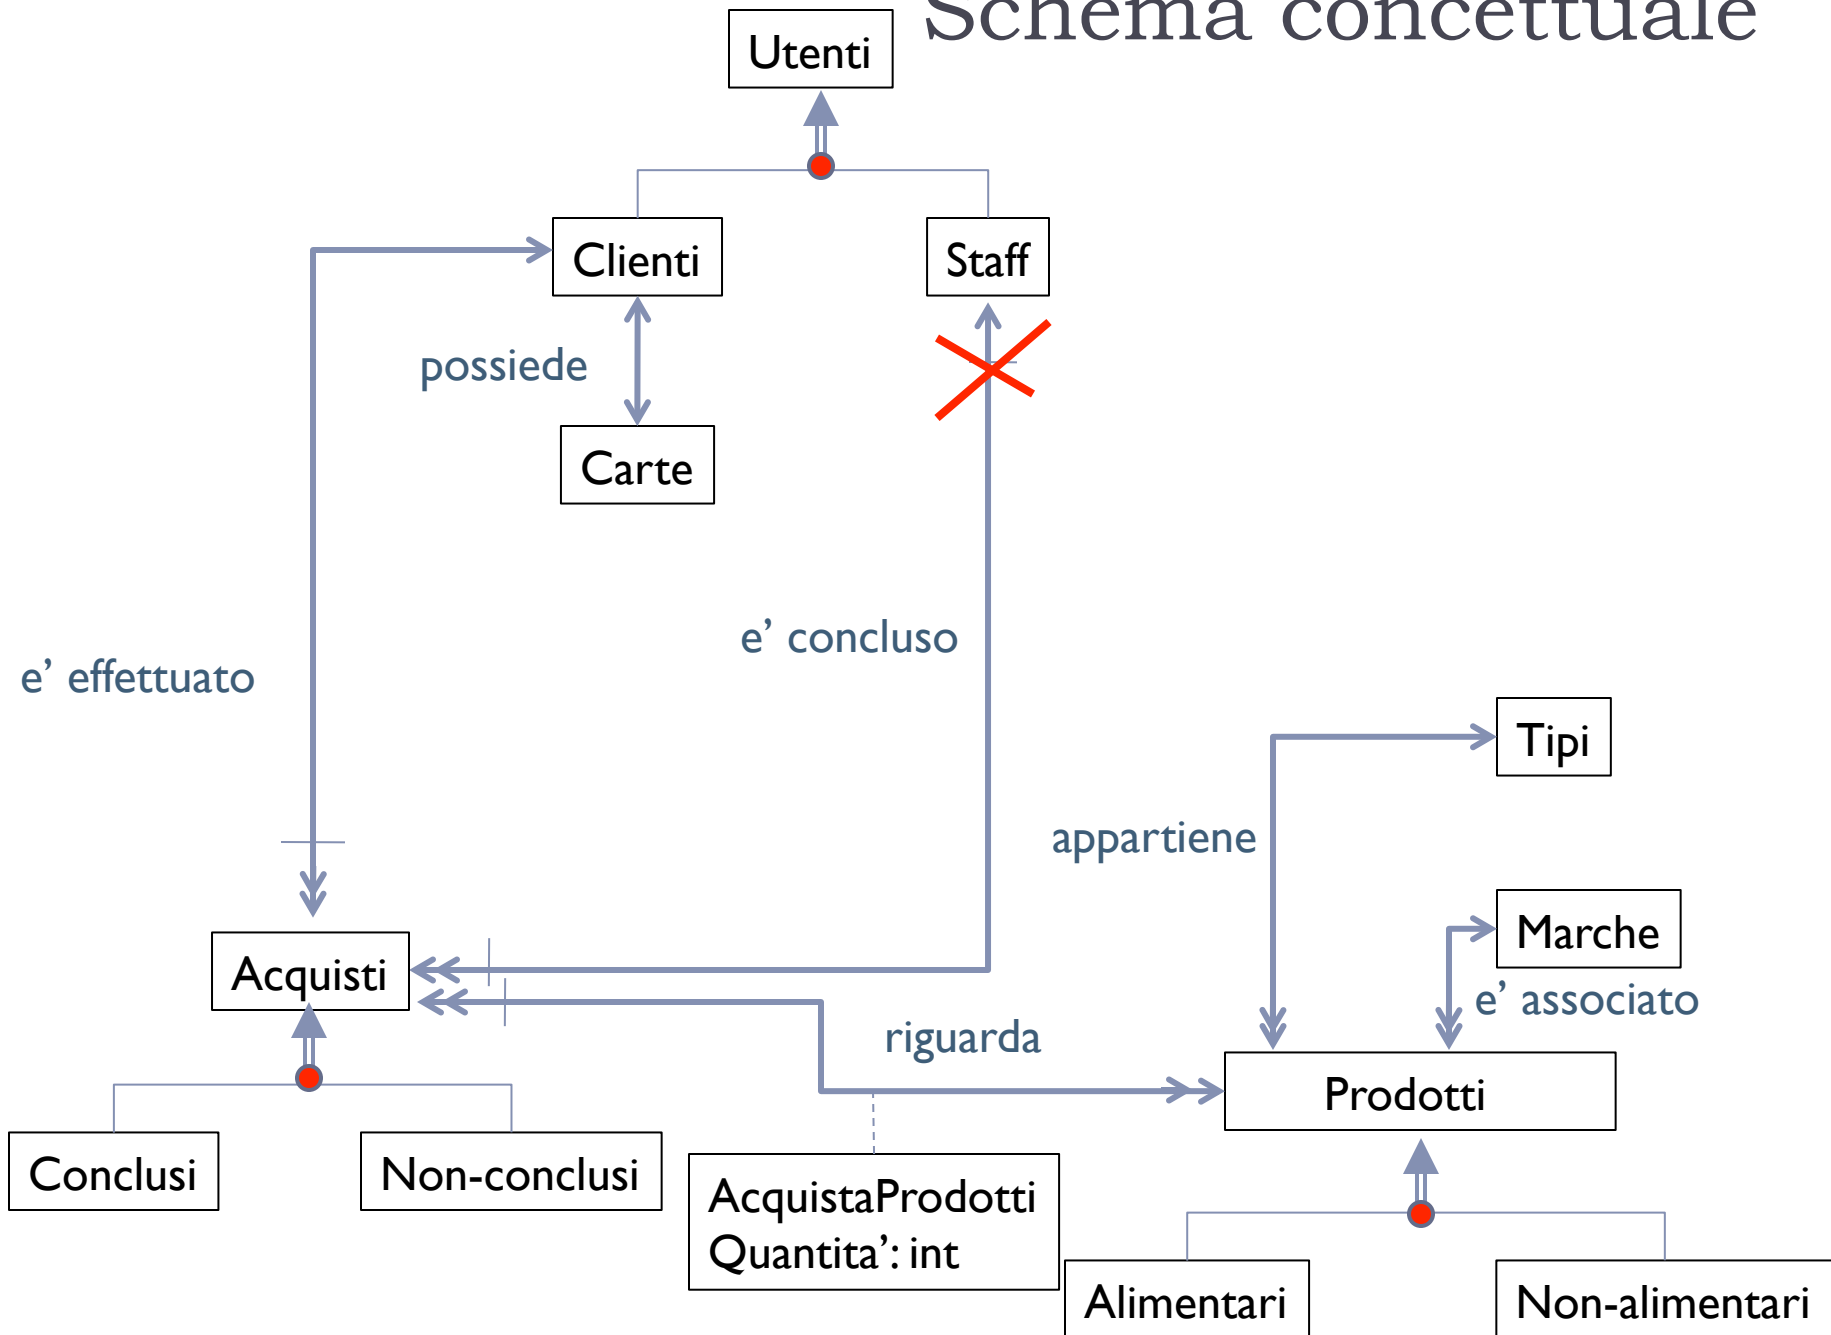 Schema concettuale
Utenti
Clienti
Staff
possiede
Carte
e’ concluso
e’ effettuato
Tipi
appartiene
Marche
Acquisti
e’ associato
riguarda
Prodotti
Conclusi
Non-conclusi
AcquistaProdotti
Quantita’: int
Alimentari
Non-alimentari